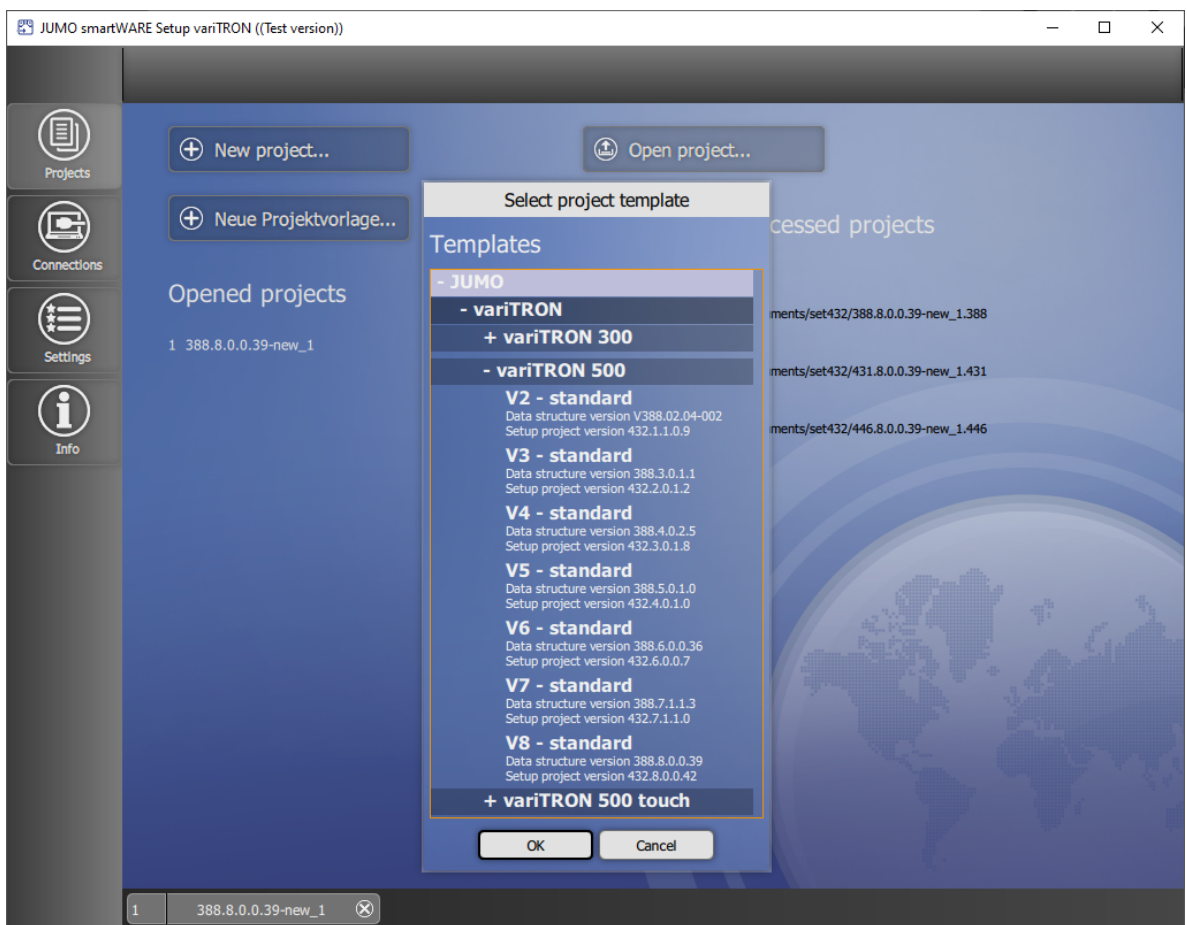 JUMO smartWARE Setup variTRON ((Test version))
Projects
Connections
Settings
Info
New project...
Open project...
Neue Projektvorlage...
Opened projects
1 388.8.0.0.39-new_1
cessed projects
ments/set432/388.8.0.0.39-new_1.388
ments/set432/431.8.0.0.39-new_1.431
ments/set432/446.8.0.0.39-new_1.446
Select project template
Templates
- JUMO
- variTRON
+ variTRON 300
- variTRON 500
V2 - standard
Data structure version V388.02.04-002
Setup project version 432.1.1.0.9
V3 - standard
Data structure version 388.3.0.1.1
Setup project version 432.2.0.1.2
V4 - standard
Data structure version 388.4.0.2.5
Setup project version 432.3.0.1.8
V5 - standard
Data structure version 388.5.0.1.0
Setup project version 432.4.0.1.0
V6 - standard
Data structure version 388.6.0.0.36
Setup project version 432.6.0.0.7
V7 - standard
Data structure version 388.7.1.1.3
Setup project version 432.7.1.1.0
V8 - standard
Data structure version 388.8.0.0.39
Setup project version 432.8.0.0.42
+ variTRON 500 touch
OK Cancel
1 388.8.0.0.39-new_1